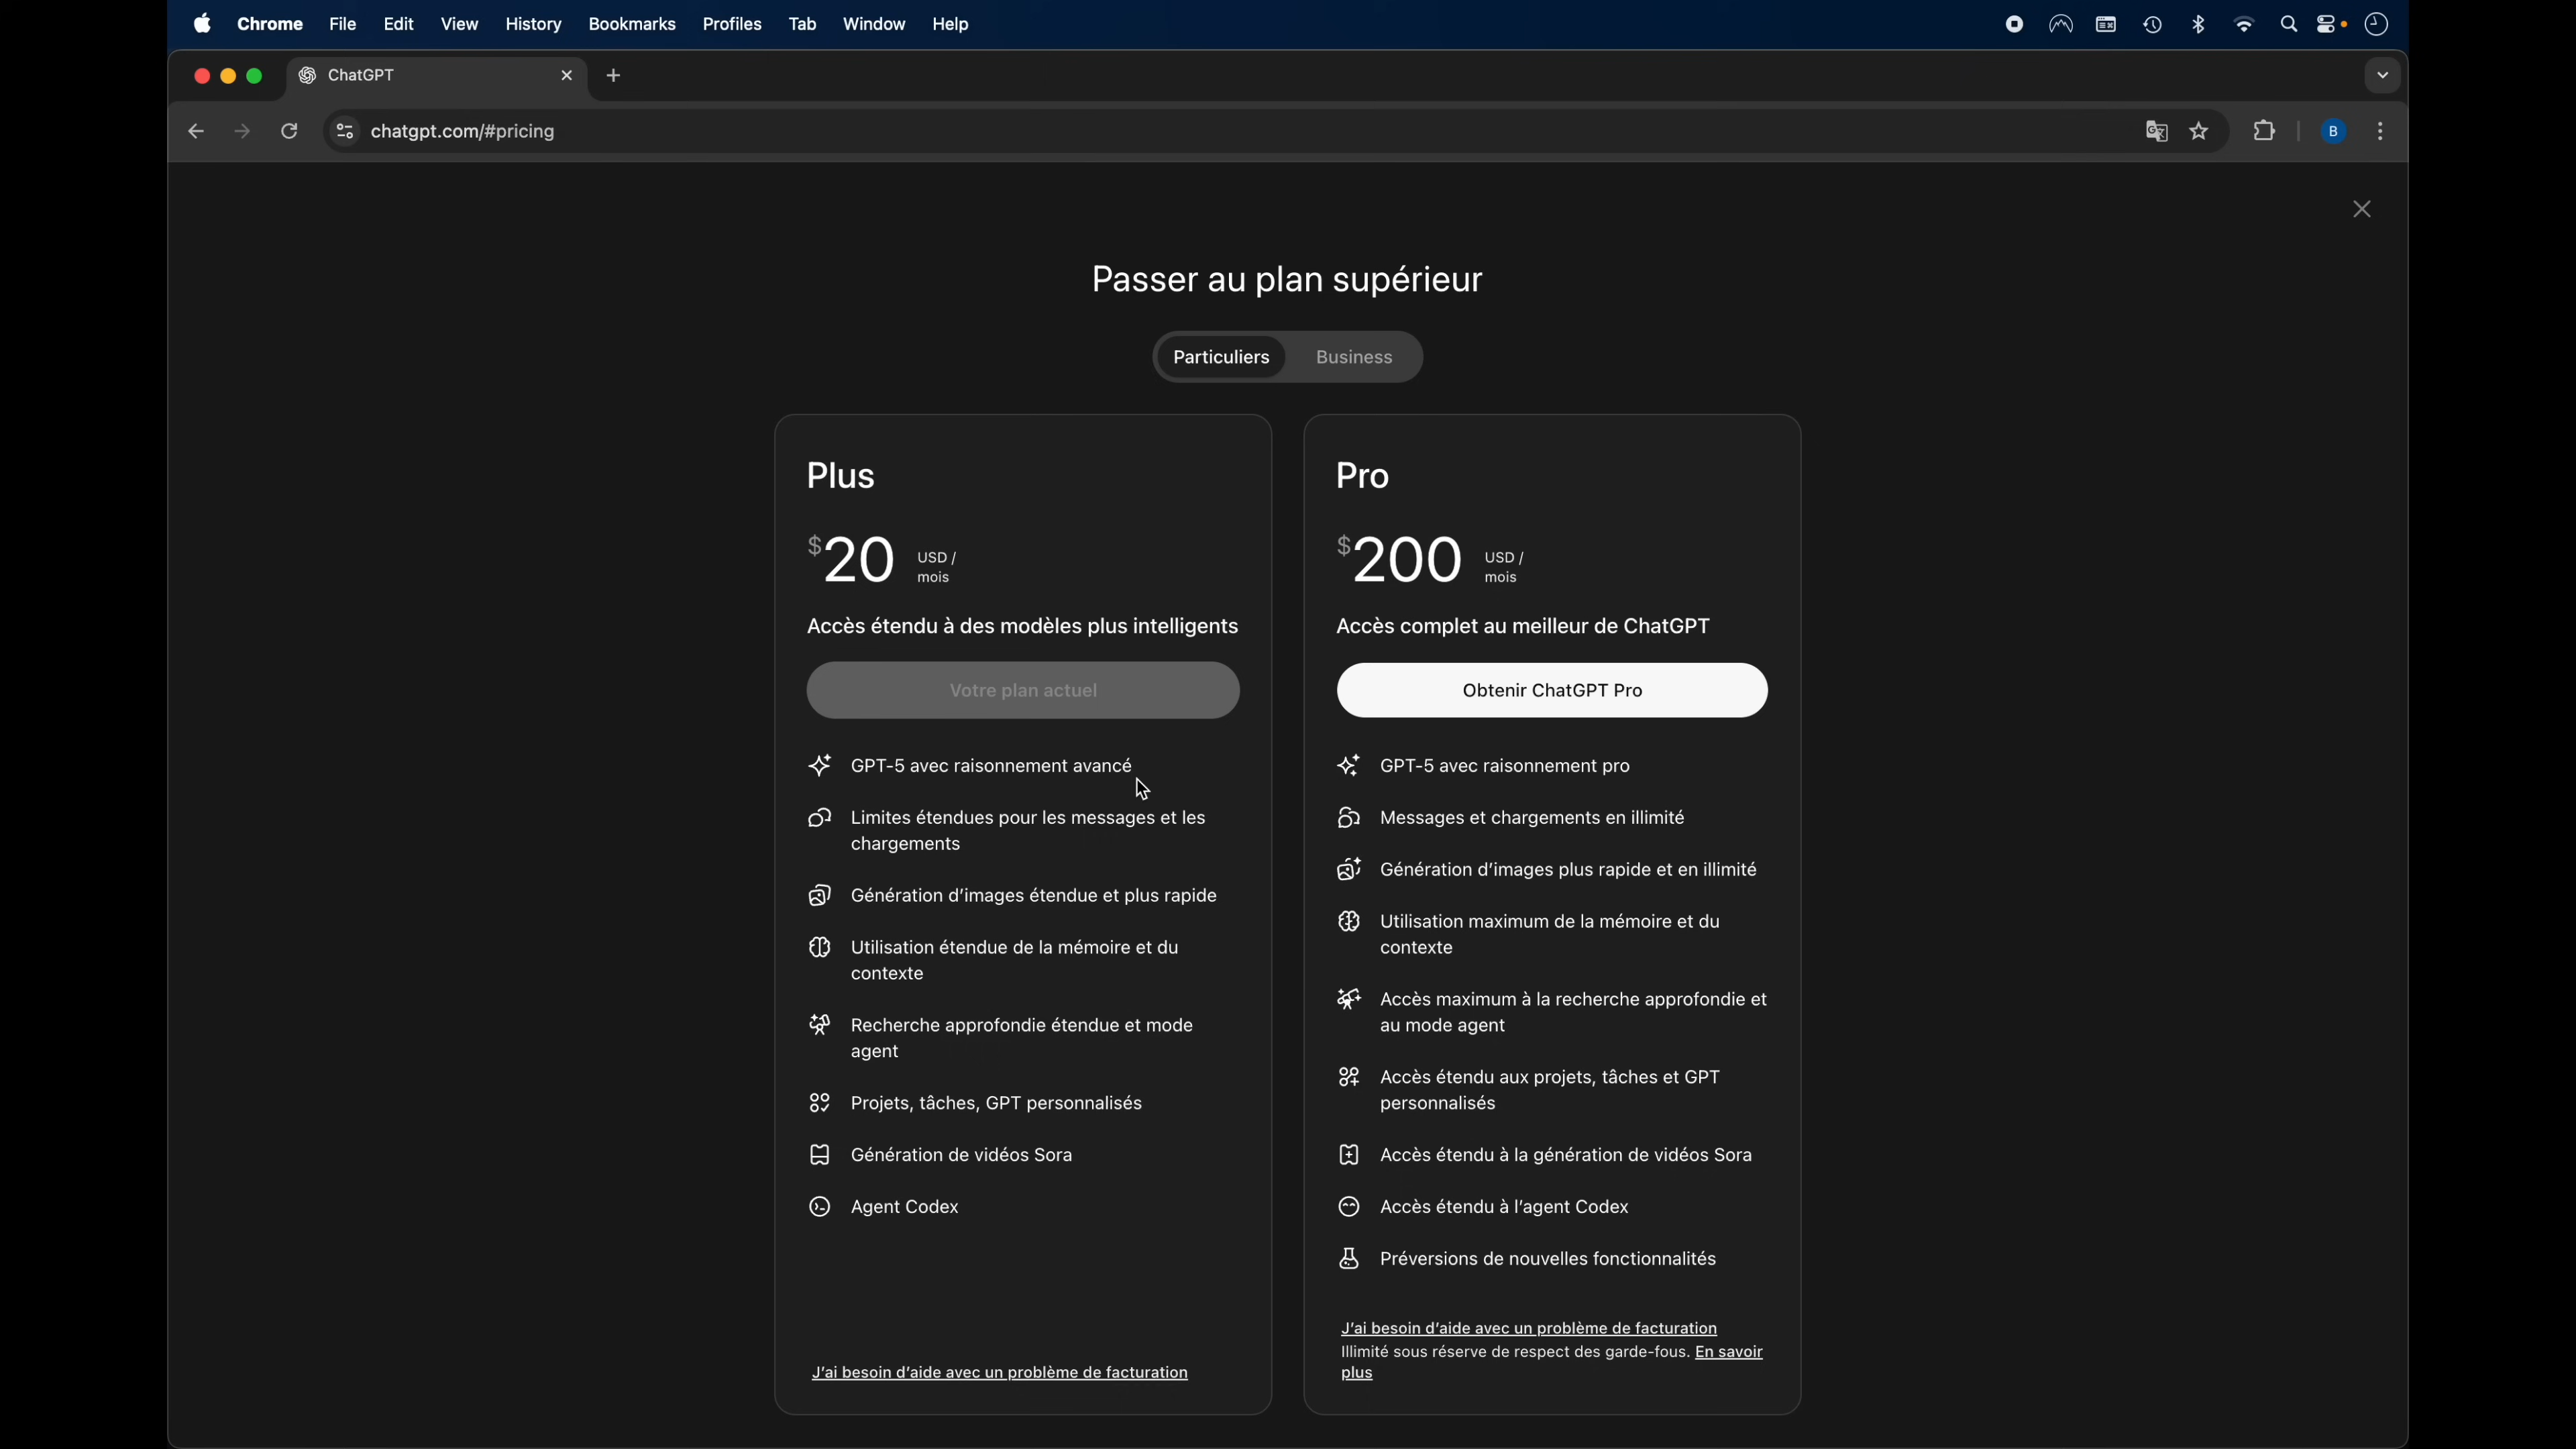 Chrome File Edit View History Bookmarks Profiles Tab Window Help
ChatGPT
chatgpt.com/#pricing
B
Passer au plan supérieur
Particuliers Business
Plus
$20 USD /
mois
Accès étendu à des modèles plus intelligents
Votre plan actuel
GPT-5 avec raisonnement avancé
Limites étendues pour les messages et les
chargements
Génération d'images étendue et plus rapide
Utilisation étendue de la mémoire et du
contexte
Recherche approfondie étendue et mode
agent
Projets, tâches, GPT personnalisés
Génération de vidéos Sora
Agent Codex
J'ai besoin d'aide avec un problème de facturation
Pro
$200 USD /
mois
Accès complet au meilleur de ChatGPT
Obtenir ChatGPT Pro
GPT-5 avec raisonnement pro
Messages et chargements en illimité
Génération d'images plus rapide et en illimité
Utilisation maximum de la mémoire et du
contexte
Accès maximum à la recherche approfondie et
au mode agent
Accès étendu aux projets, tâches et GPT
personnalisés
Accès étendu à la génération de vidéos Sora
Accès étendu à l'agent Codex
Préversions de nouvelles fonctionnalités
J'ai besoin d'aide avec un problème de facturation
Illimité sous réserve de respect des garde-fous. En savoir
plus